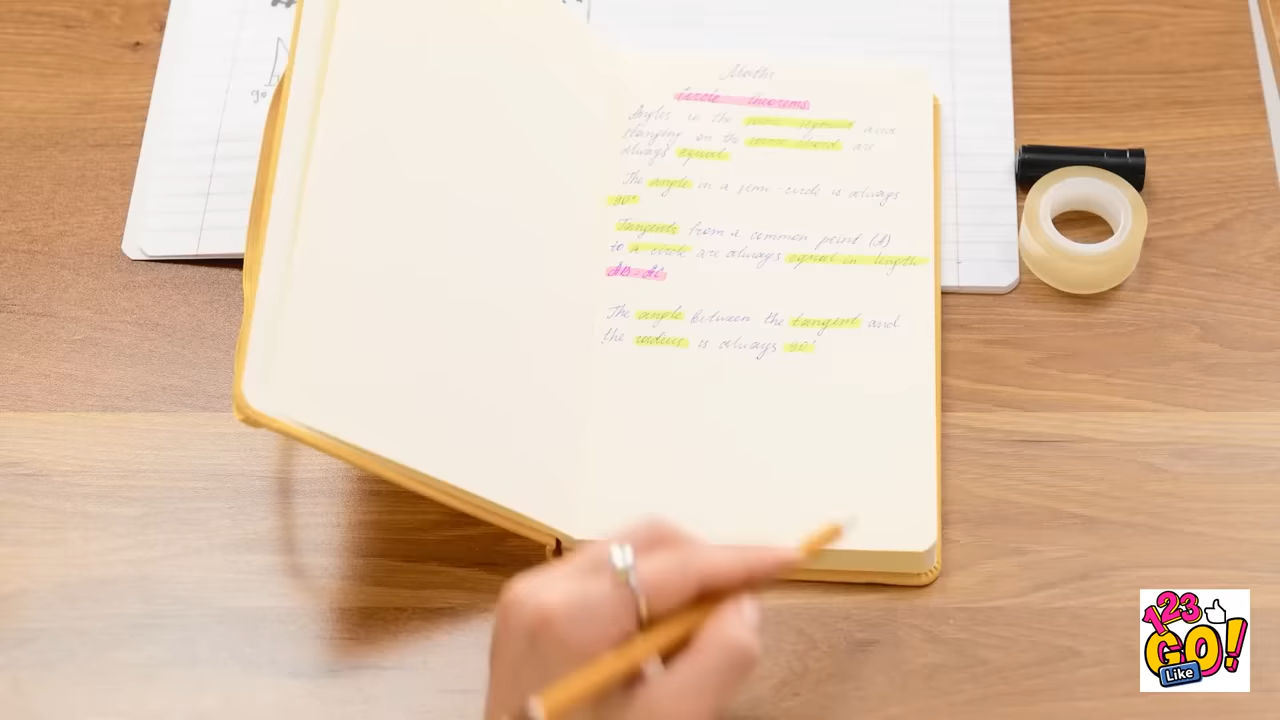 Maths
Circle theorems
Angles in the same segment and
standing on the same chord are
always equal
The angle in a semi-circle is always
90°
Tangents from a common point (A)
to a circle are always equal in length
AB=AC
The angle between the tangent and
the radius is always 90°
go
123
GO!
Like